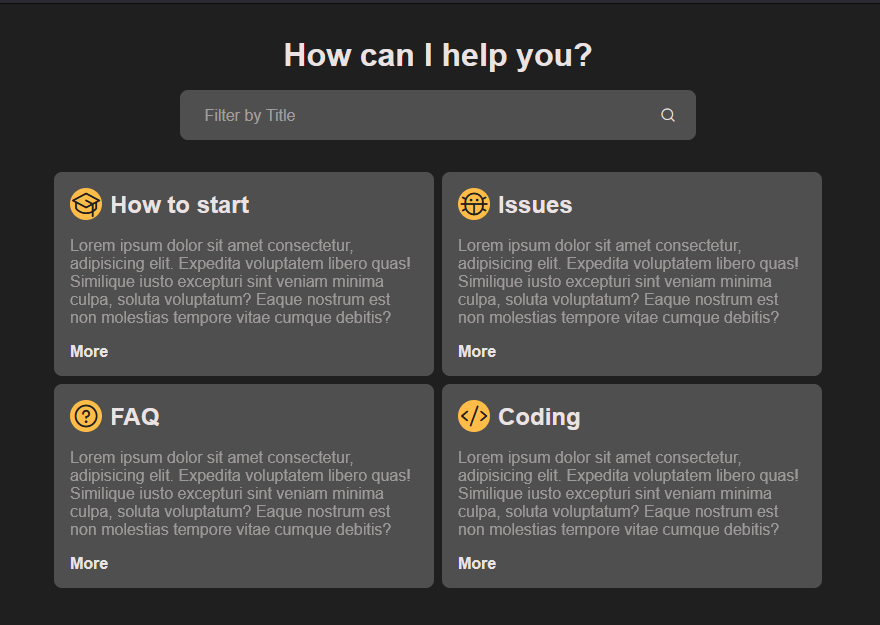 How can I help you?
Filter by Title
How to start
Lorem ipsum dolor sit amet consectetur,
adipisicing elit. Expedita voluptatem libero quas!
Similique iusto excepturi sint veniam minima
culpa, soluta voluptatum? Eaque nostrum est
non molestias tempore vitae cumque debitis?
More
Issues
Lorem ipsum dolor sit amet consectetur,
adipisicing elit. Expedita voluptatem libero quas!
Similique iusto excepturi sint veniam minima
culpa, soluta voluptatum? Eaque nostrum est
non molestias tempore vitae cumque debitis?
More
FAQ
Lorem ipsum dolor sit amet consectetur,
adipisicing elit. Expedita voluptatem libero quas!
Similique iusto excepturi sint veniam minima
culpa, soluta voluptatum? Eaque nostrum est
non molestias tempore vitae cumque debitis?
More
Coding
Lorem ipsum dolor sit amet consectetur,
adipisicing elit. Expedita voluptatem libero quas!
Similique iusto excepturi sint veniam minima
culpa, soluta voluptatum? Eaque nostrum est
non molestias tempore vitae cumque debitis?
More